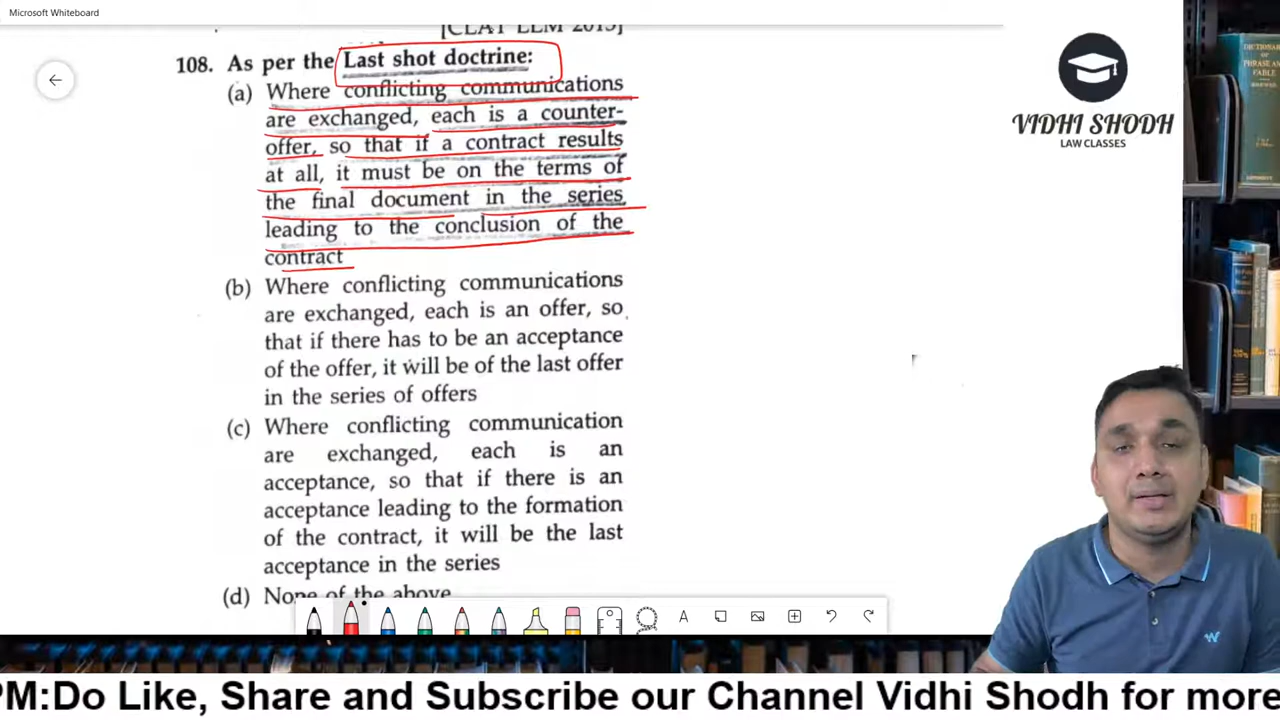 Microsoft Whiteboard
[CLAT LLM 2015]
108. As per the Last shot doctrine:
(a) Where conflicting communications
are exchanged, each is a counter-
offer, so that if a contract results
at all, it must be on the terms of
the final document in the series
leading to the conclusion of the
contract
(b) Where conflicting communications
are exchanged, each is an offer, so
that if there has to be an acceptance
of the offer, it will be of the last offer
in the series of offers
(c) Where conflicting communication
are exchanged, each is an
acceptance, so that if there is an
acceptance leading to the formation
of the contract, it will be the last
acceptance in the series
(d) None of the above
VIDHI SHODH
LAW CLASSES
PM:Do Like, Share and Subscribe our Channel Vidhi Shodh for more